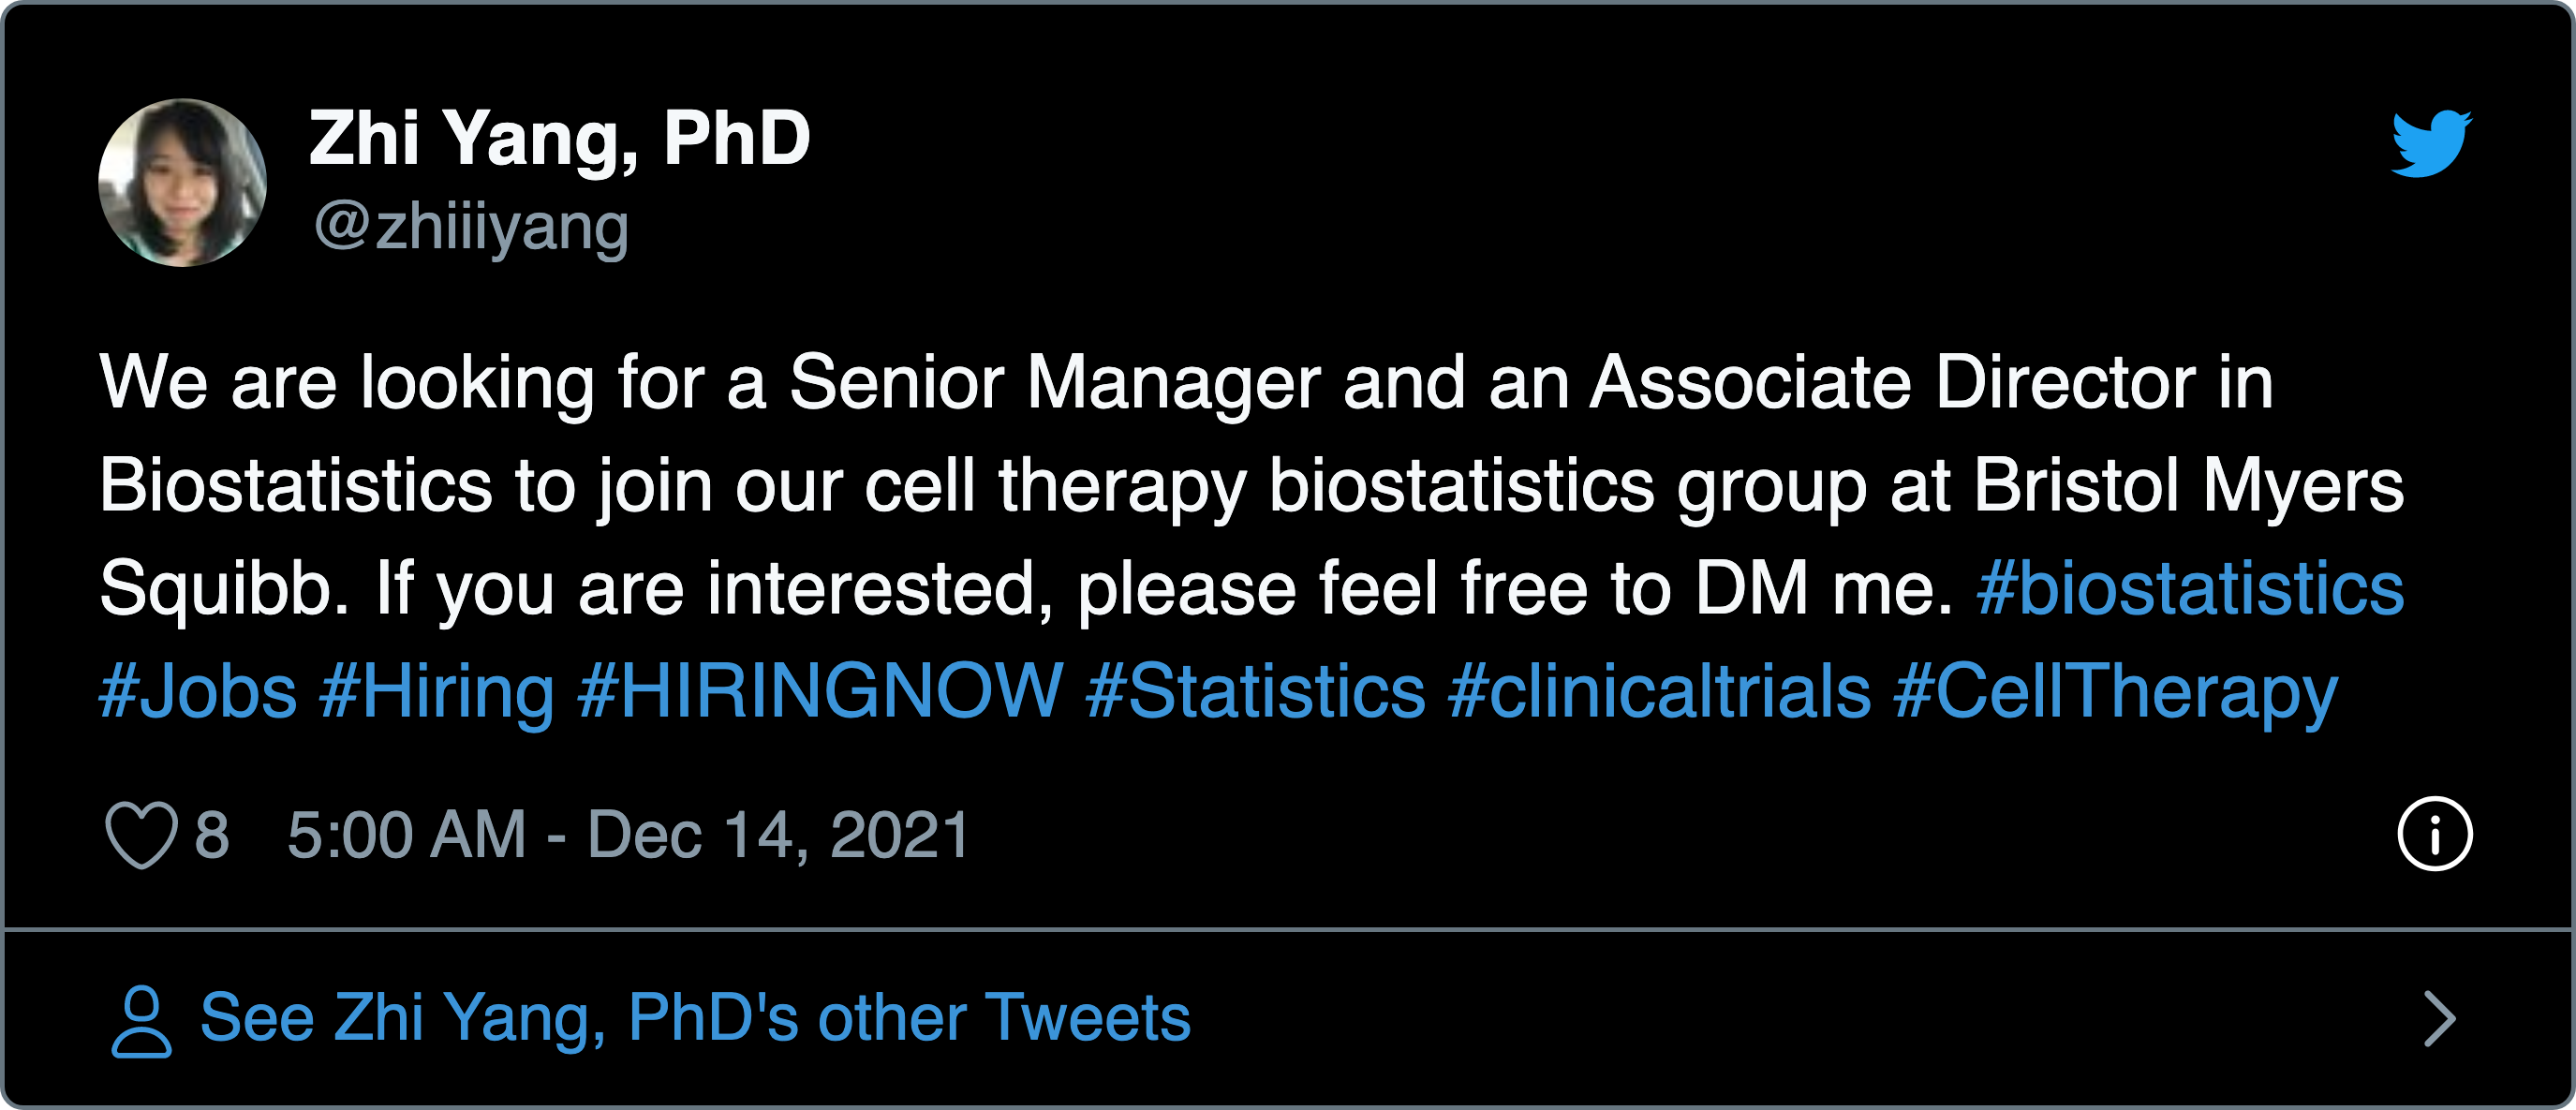 Zhi Yang, PhD
@zhiiiyang
We are looking for a Senior Manager and an Associate Director in
Biostatistics to join our cell therapy biostatistics group at Bristol Myers
Squibb. If you are interested, please feel free to DM me. #biostatistics
#Jobs #Hiring #HIRINGNOW #Statistics #clinicaltrials #CellTherapy
8 5:00 AM - Dec 14, 2021
See Zhi Yang, PhD's other Tweets